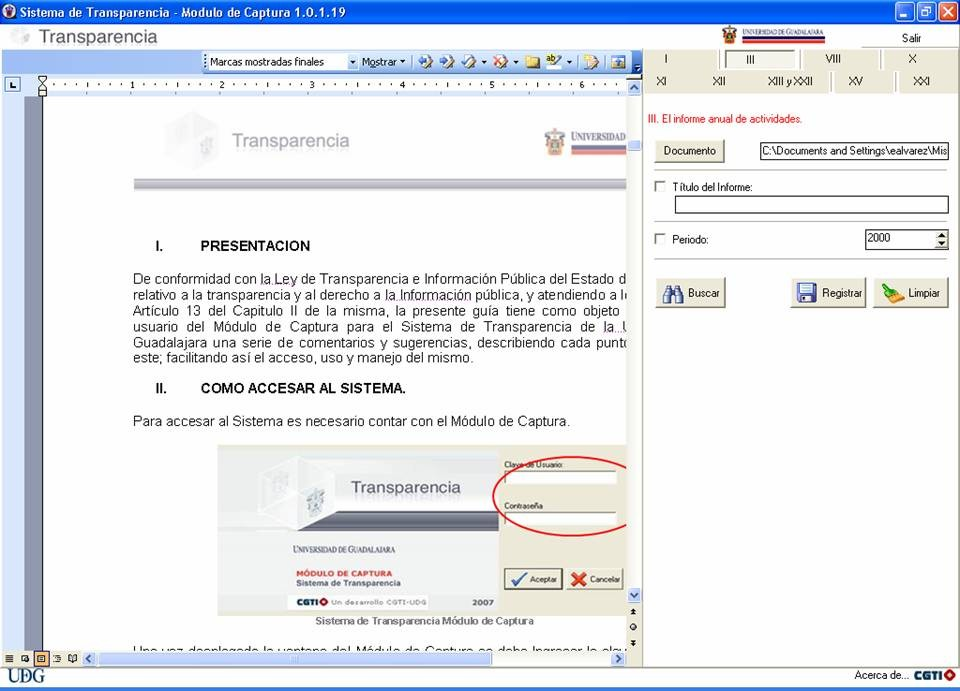 Sistema de Transparencia - Modulo de Captura 1.0.1.19
Transparencia
UNIVERSIDAD DE GUADALAJARA
Salir
Marcas mostradas finales
Mostrar
1 2 3 4 5 6
I III VIII X
XI XII XIII y XXII XV XXI
Transparencia
UNIVERSIDAD
III. El informe anual de actividades.
Documento
C:\Documents and Settings\ealvarez\Mis
Título del Informe:
Periodo:
2000
Buscar
Registrar
Limpiar
I. PRESENTACION
De conformidad con la Ley de Transparencia e Información Pública del Estado d
relativo a la transparencia y al derecho a la Información pública, y atendiendo a l
Artículo 13 del Capitulo II de la misma, la presente guía tiene como objeto
usuario del Módulo de Captura para el Sistema de Transparencia de la U
Guadalajara una serie de comentarios y sugerencias, describiendo cada punto
este; facilitando así el acceso, uso y manejo del mismo.
II. COMO ACCESAR AL SISTEMA.
Para accesar al Sistema es necesario contar con el Módulo de Captura.
Clave de Usuario:
Transparencia
Contraseña
UNIVERSIDAD DE GUADALAJARA
MÓDULO DE CAPTURA
Sistema de Transparencia
Aceptar
Cancelar
CGTI Un desarrollo CGTI-UDG 2007
Sistema de Transparencia Módulo de Captura
Una vez desplegada la ventana del Módulo de Captura se debe ingresar la
UDG
Acerca de...
CGTI